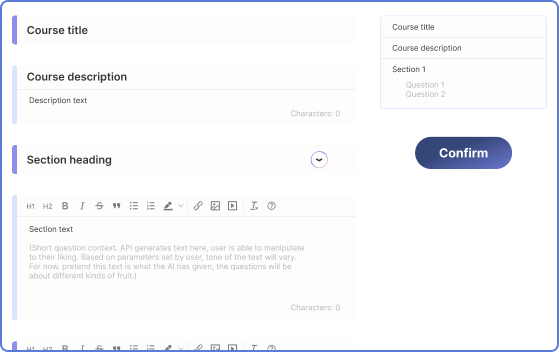 Course title
Course description
Description text
Characters: 0
Section heading
H1 H2 B I S
Section text
(Short question context. API generates text here, user is able to manipulate
to their liking. Based on parameters set by user, tone of the text will vary.
For now, pretend this text is what the AI has given, the questions will be
about different kinds of fruit.)
Characters: 0
H1 H2 B I S
Course title
Course description
Section 1
Question 1
Question 2
Confirm